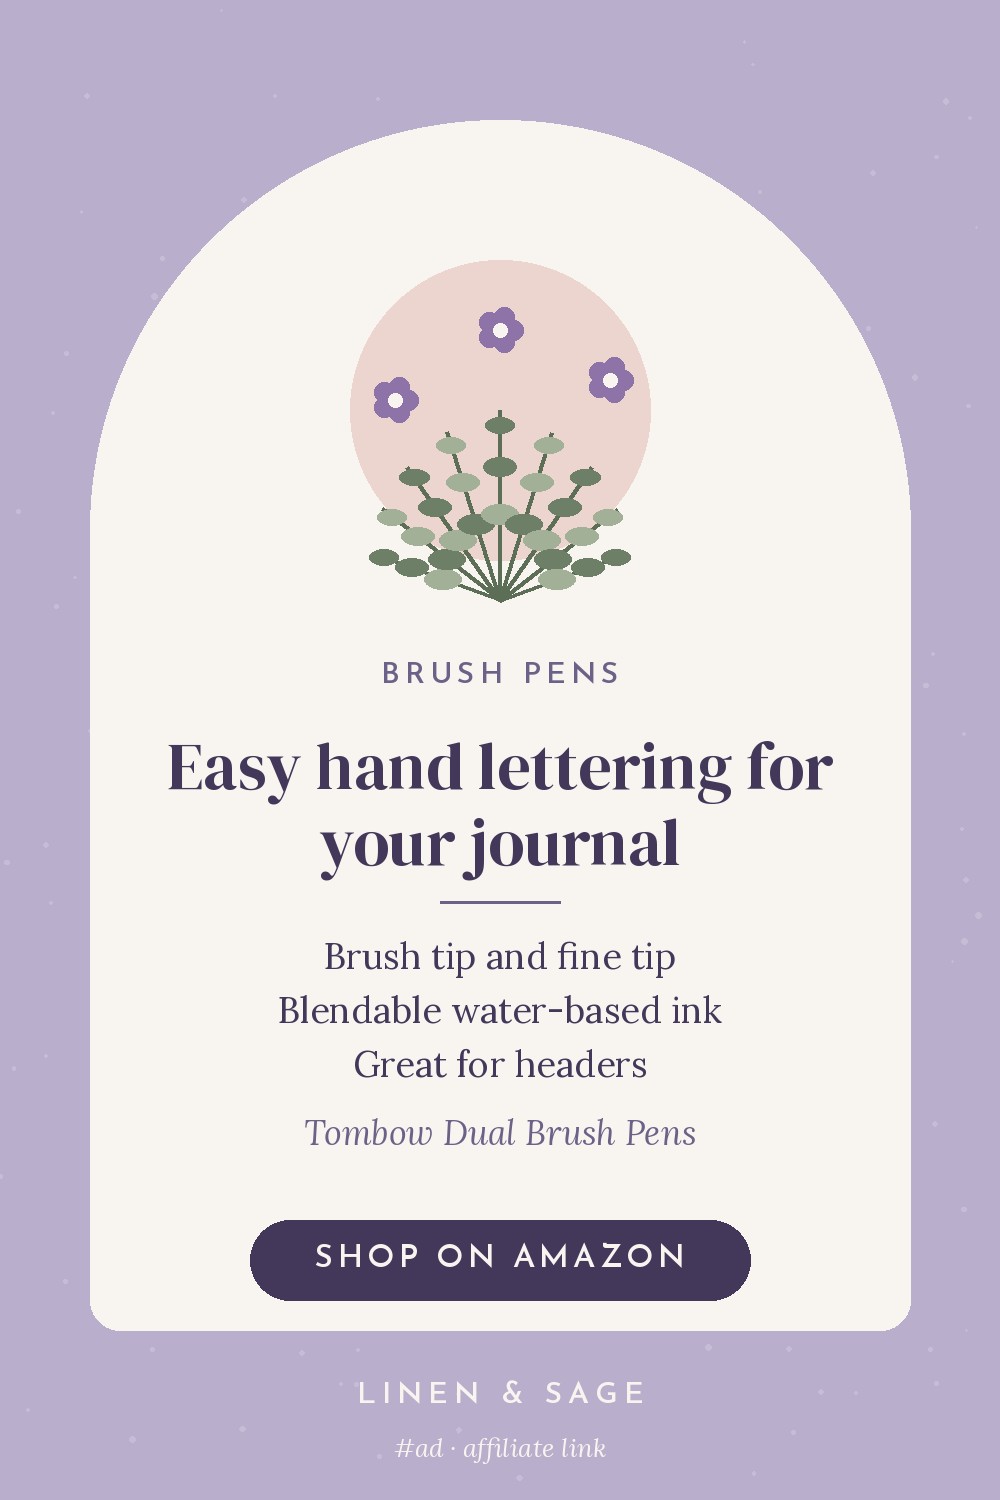 BRUSH PENS
Easy hand lettering for
your journal
Brush tip and fine tip
Blendable water-based ink
Great for headers
Tombow Dual Brush Pens
SHOP ON AMAZON
LINEN & SAGE
#ad · affiliate link